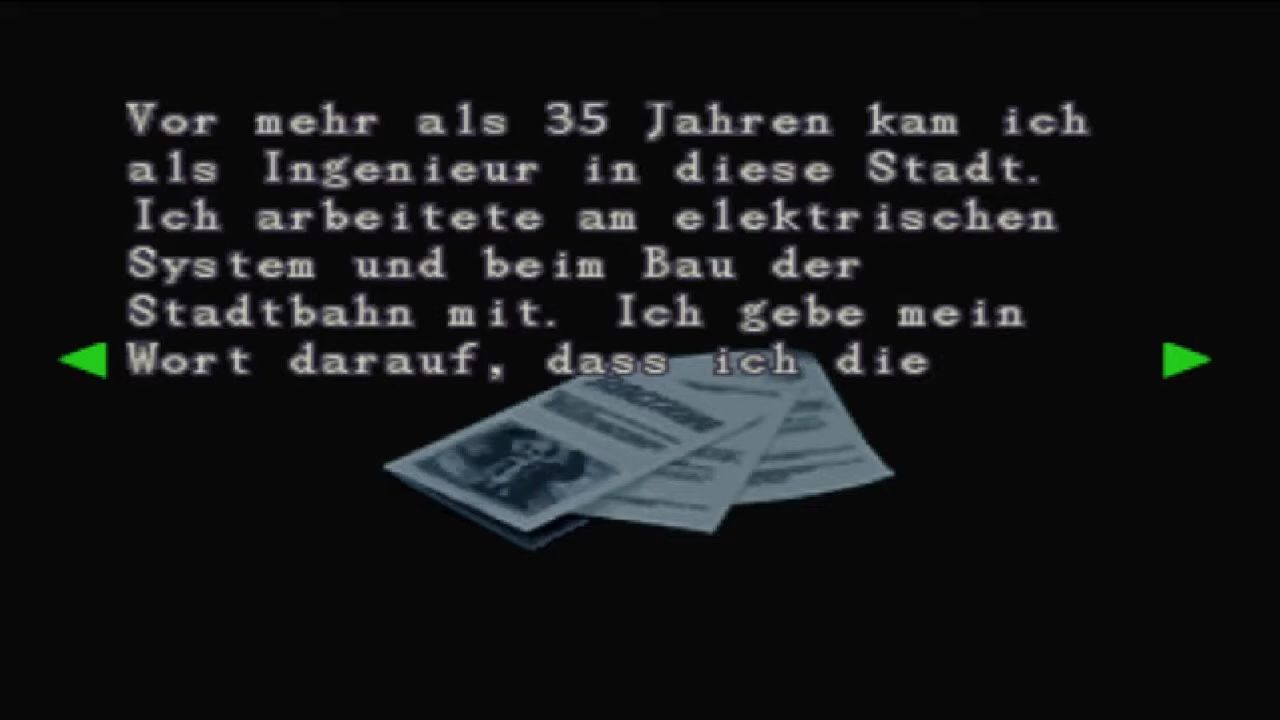 Vor mehr als 35 Jahren kam ich
als Ingenieur in diese Stadt.
Ich arbeitete am elektrischen
System und beim Bau der
Stadtbahn mit. Ich gebe mein
Wort darauf, dass ich die